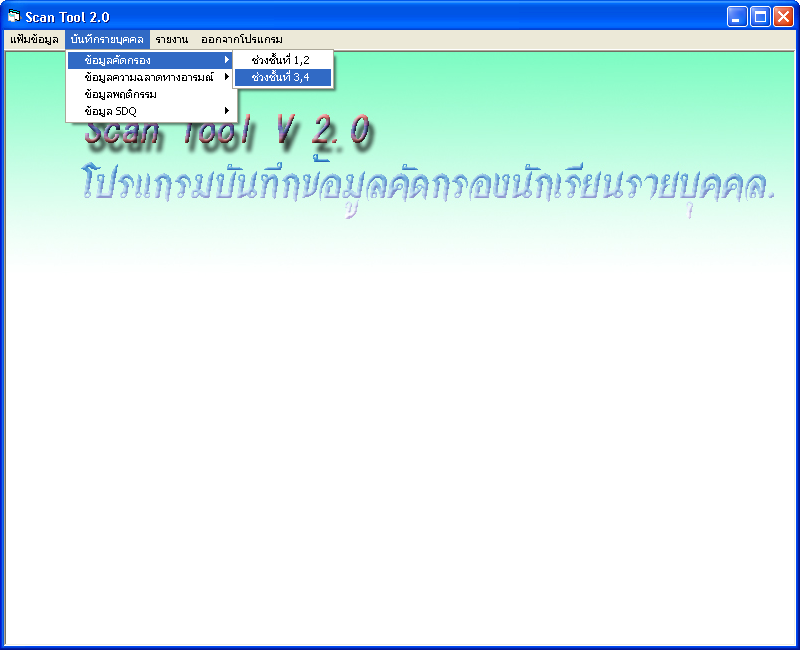 Scan Tool 2.0
แฟ้มข้อมูล บันทึกรายบุคคล รายงาน ออกจากโปรแกรม
ข้อมูลคัดกรอง
ช่วงชั้นที่ 1,2
ข้อมูลความฉลาดทางอารมณ์
ช่วงชั้นที่ 3,4
ข้อมูลพฤติกรรม
ข้อมูล SDQ
Scan Tool V 2.0
โปรแกรมบันทึกข้อมูลคัดกรองนักเรียนรายบุคคล.